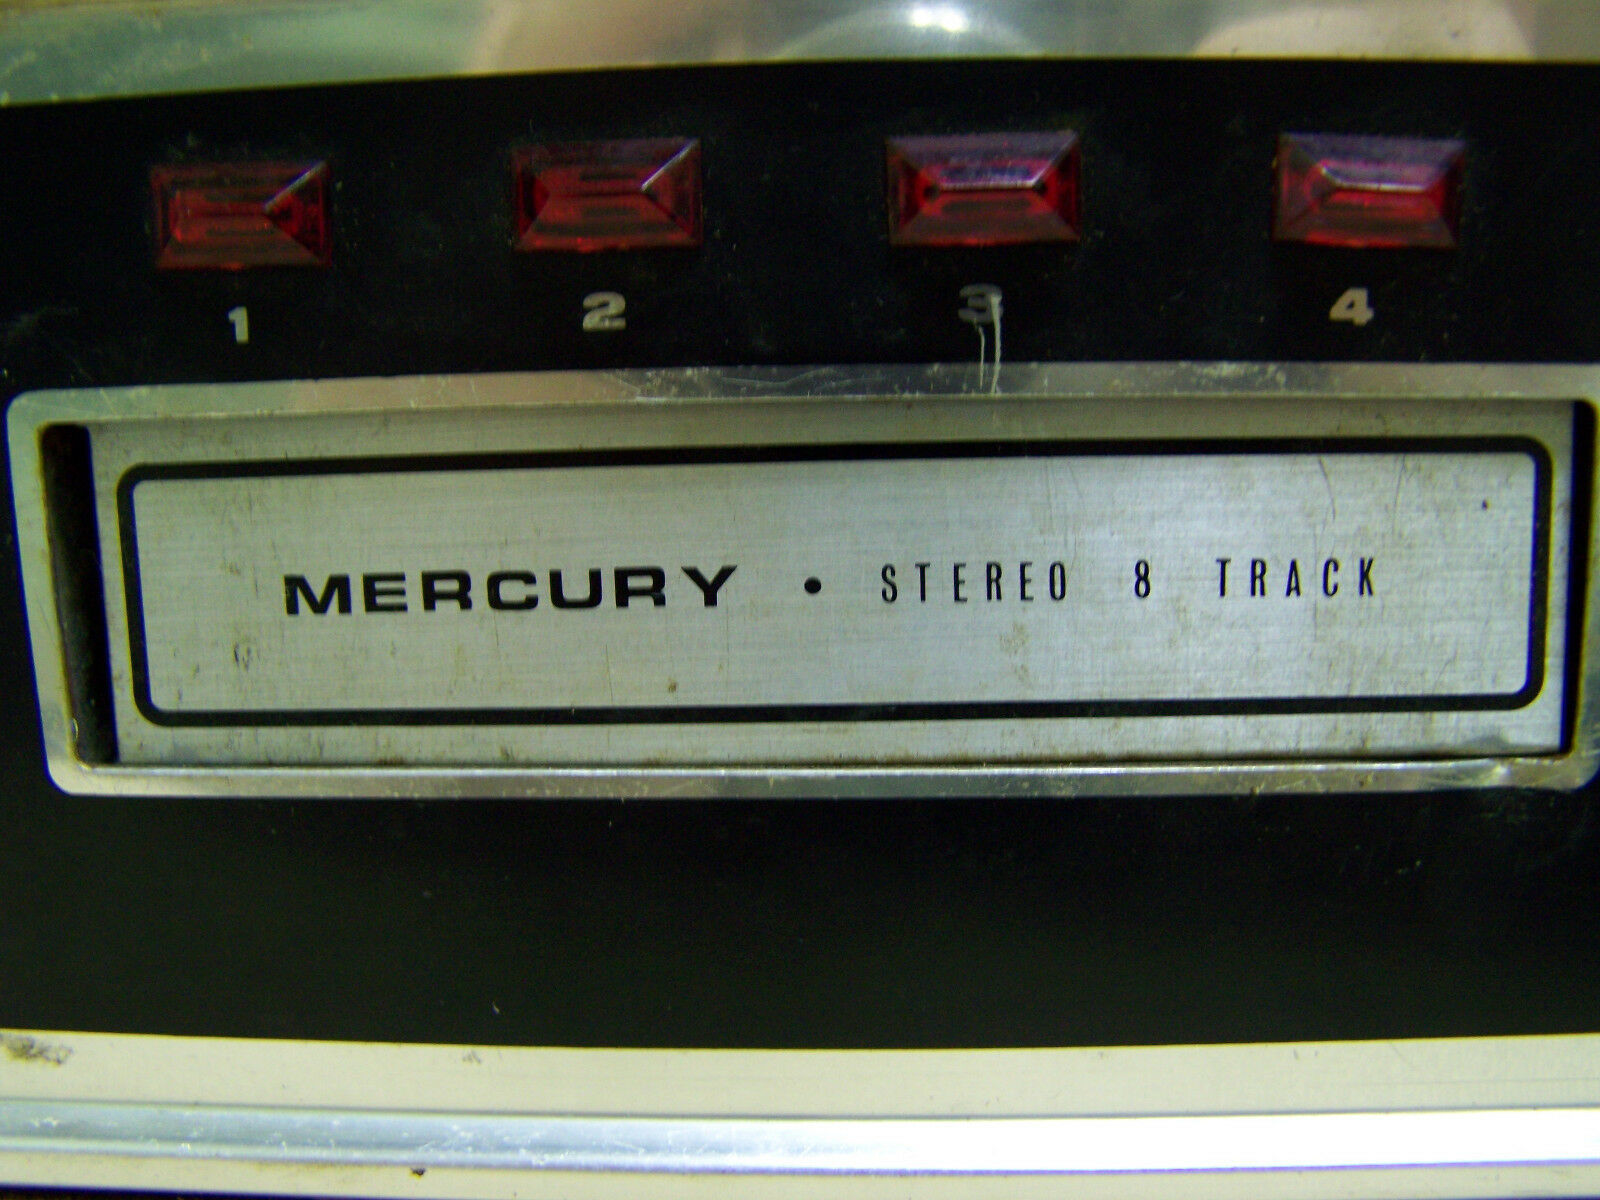 1 2 3 4
MERCURY • STEREO 8 TRACK